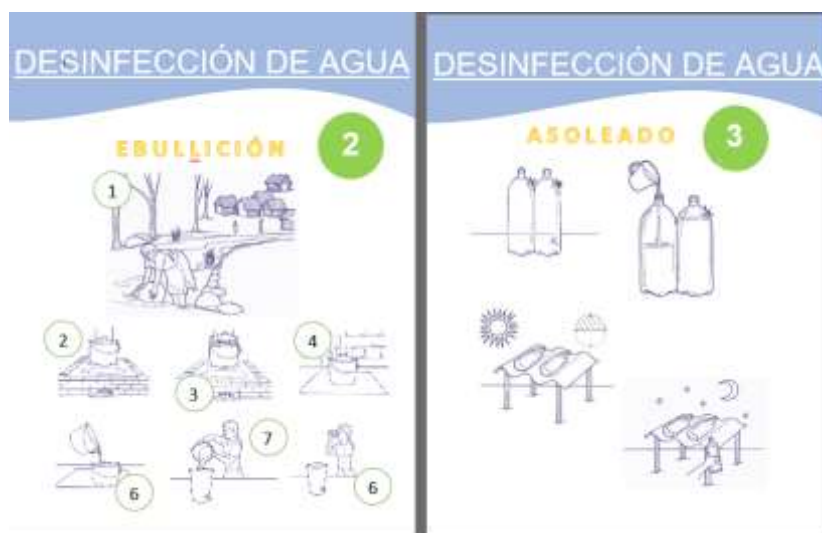 DESINFECCIÓN DE AGUA
EBULLICIÓN
2
1
2
3
4
6
7
6
DESINFECCIÓN DE AGUA
ASOLEADO
3